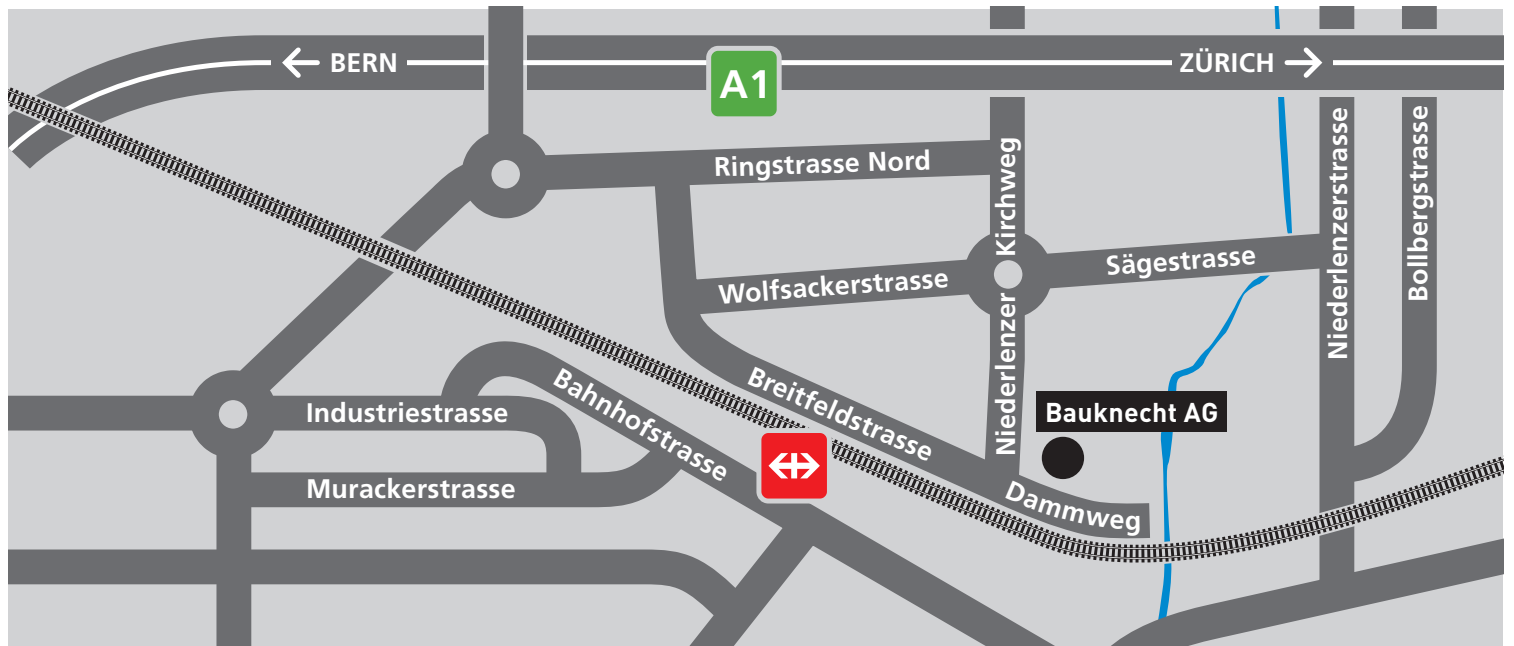 BERN
ZÜRICH
A1
Ringstrasse Nord
Niederlenzer Kirchweg
Niederlenzerstrasse
Bollbergstrasse
Wolfsackerstrasse
Sägestrasse
Bahnhofstrasse
Breitfeldstrasse
Industriestrasse
Bauknecht AG
Murackerstrasse
Dammweg